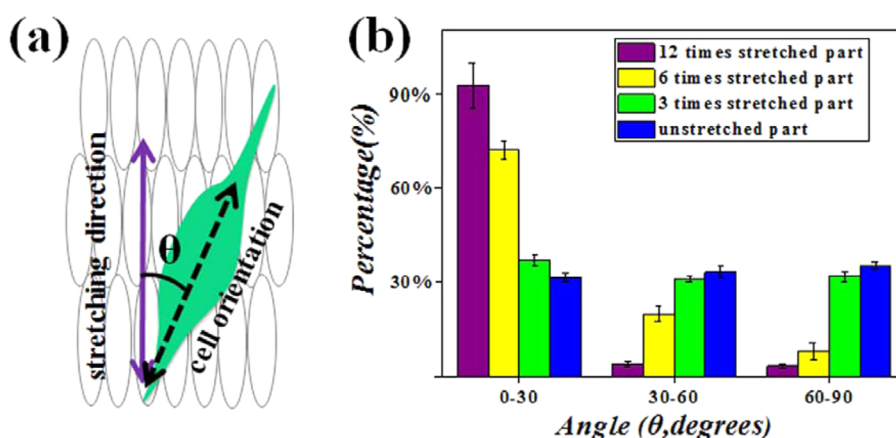 (a)
stretching direction
θ
cell orientation
(b)
12 times stretched part
6 times stretched part
3 times stretched part
unstretched part
Percentage(%)
90%
60%
30%
0-30
30-60
60-90
Angle (θ,degrees)